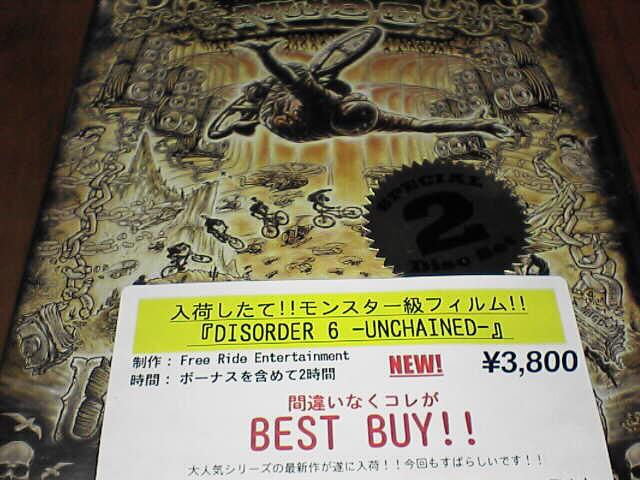 SPECIAL
2
Disc Set
入荷したて!!モンスター級フィルム!!
『DISORDER 6 -UNCHAINED-』
制作: Free Ride Entertainment
NEW!
¥3,800
時間: ボーナスを含めて2時間
間違いなくコレが
BEST BUY!!
大人気シリーズの最新作が遂に入荷!!今回もすばらしいです!!